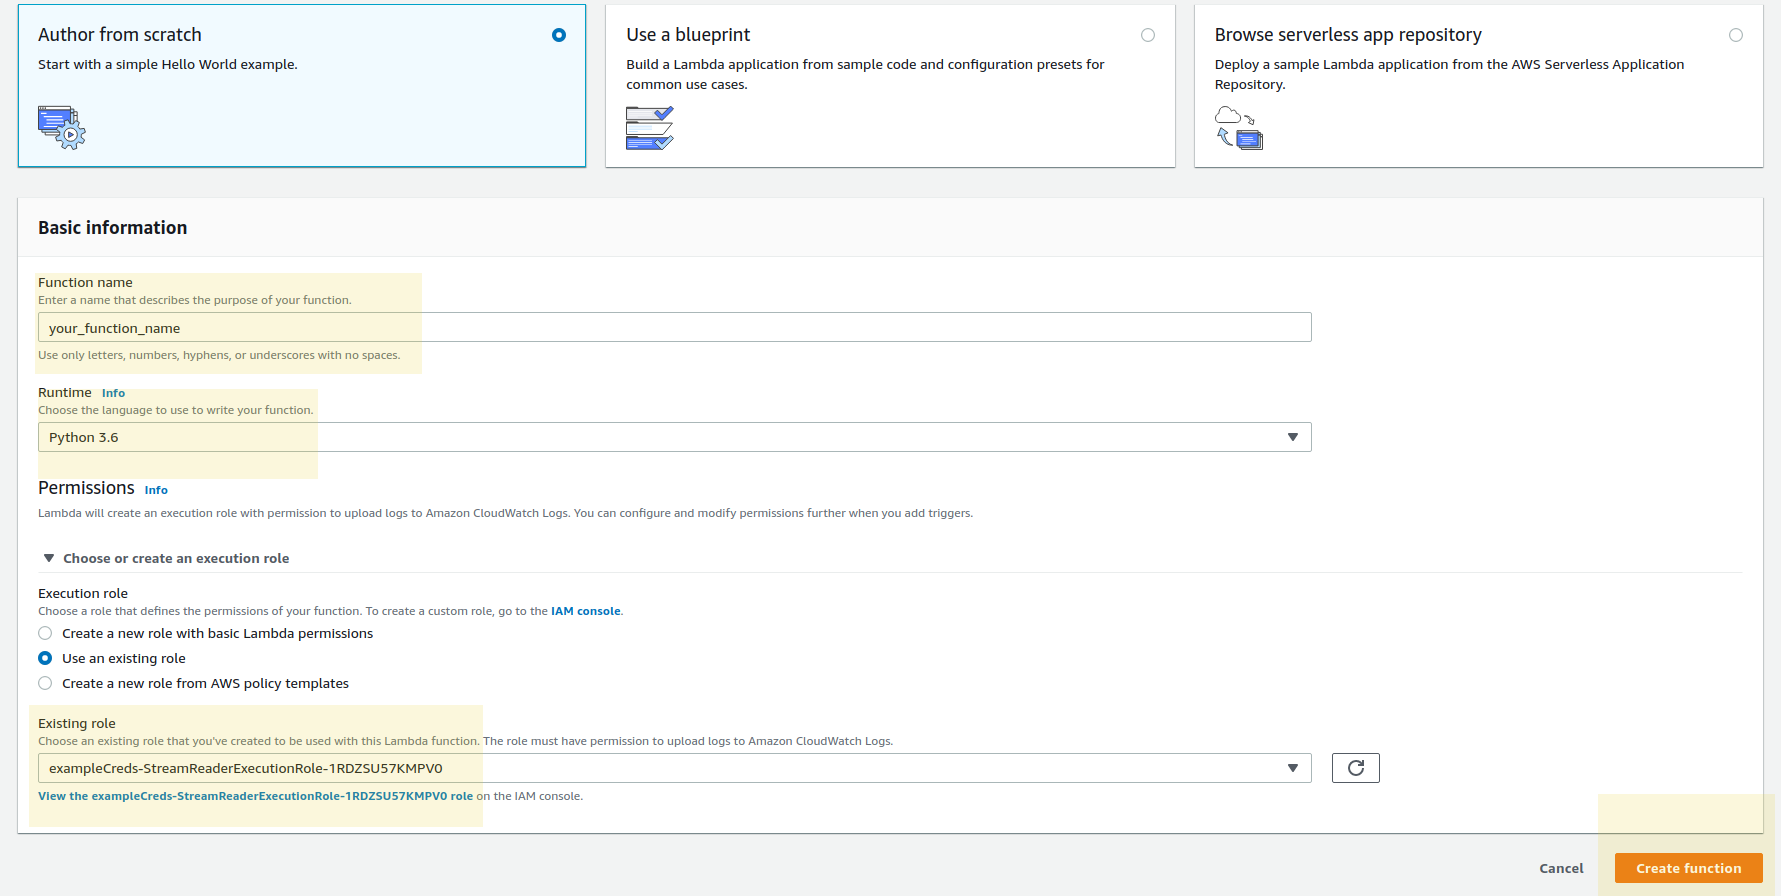 Author from scratch
Start with a simple Hello World example.
Use a blueprint
Build a Lambda application from sample code and configuration presets for
common use cases.
Browse serverless app repository
Deploy a sample Lambda application from the AWS Serverless Application
Repository.
Basic information
Function name
Enter a name that describes the purpose of your function.
your_function_name
Use only letters, numbers, hyphens, or underscores with no spaces.
Runtime Info
Choose the language to use to write your function.
Python 3.6
Permissions Info
Lambda will create an execution role with permission to upload logs to Amazon CloudWatch Logs. You can configure and modify permissions further when you add triggers.
Choose or create an execution role
Execution role
Choose a role that defines the permissions of your function. To create a custom role, go to the IAM console.
Create a new role with basic Lambda permissions
Use an existing role
Create a new role from AWS policy templates
Existing role
Choose an existing role that you've created to be used with this Lambda function. The role must have permission to upload logs to Amazon CloudWatch Logs.
exampleCreds-StreamReaderExecutionRole-1RDZSU57KMPV0
View the exampleCreds-StreamReaderExecutionRole-1RDZSU57KMPV0 role on the IAM console.
Cancel
Create function